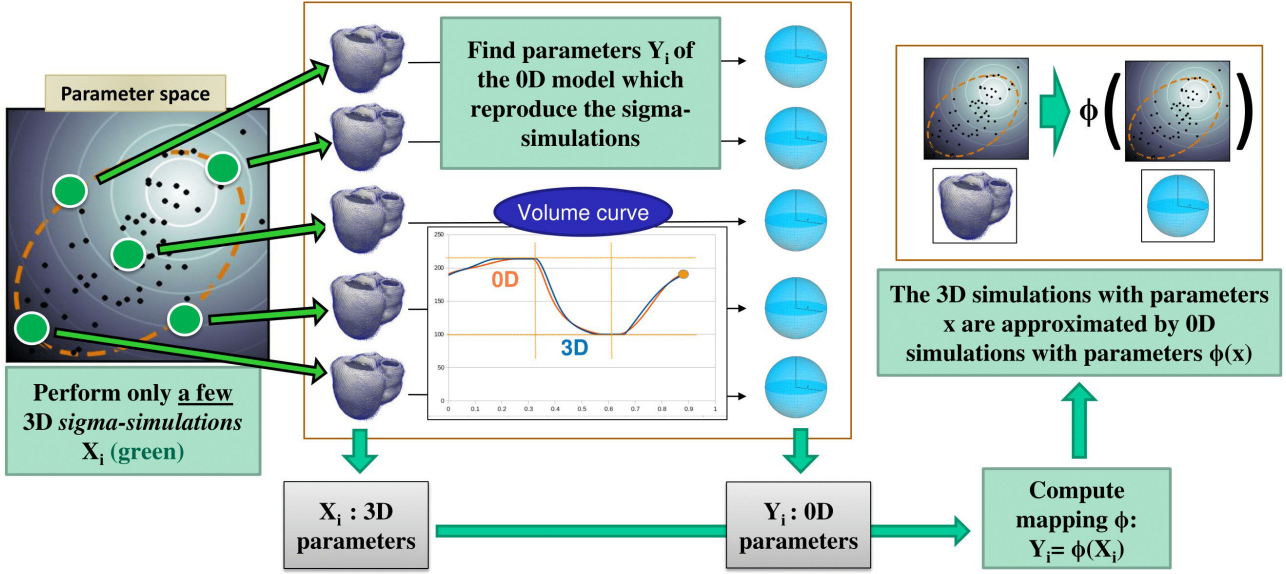 Parameter space
Perform only a few
3D sigma-simulations
Xi (green)
Find parameters Yi of
the 0D model which
reproduce the sigma-
simulations
Volume curve
250
200
150
100
50
0
0
0.1
0.2
0.3
0.4
0.5
0.6
0.7
0.8
0.9
1
0D
3D
Xi : 3D
parameters
Yi : 0D
parameters
Compute
mapping ϕ:
Yi= ϕ(Xi)
The 3D simulations with parameters
x are approximated by 0D
simulations with parameters ϕ(x)
ϕ ( )